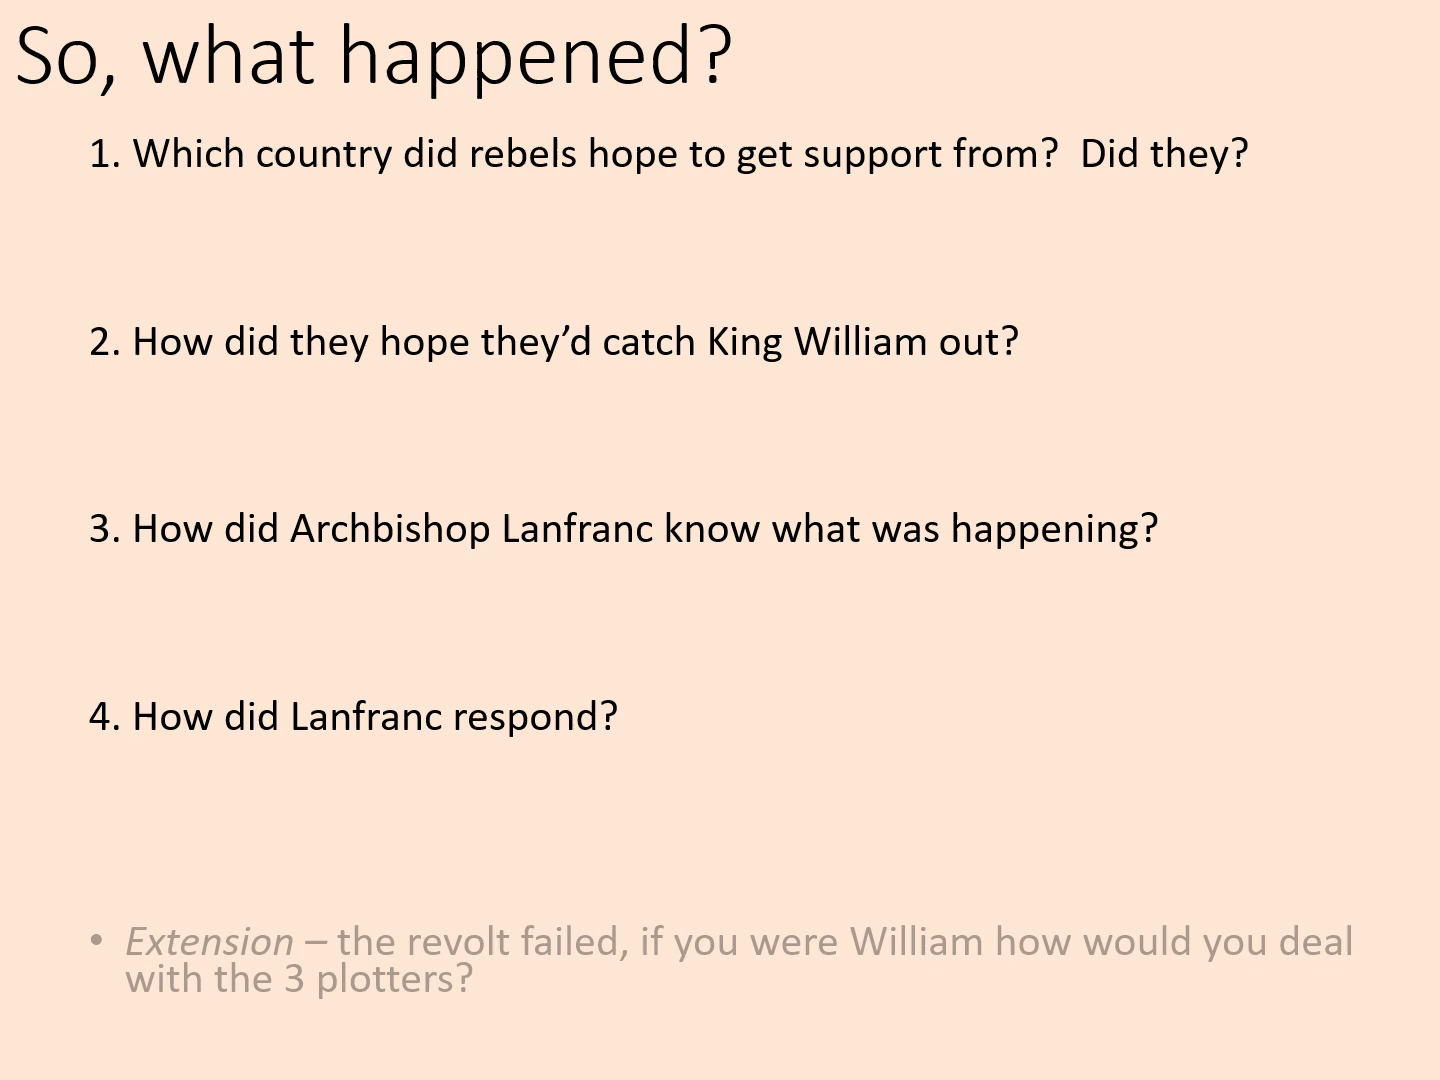 So, what happened?
1. Which country did rebels hope to get support from?  Did they?
2. How did they hope they’d catch King William out?
3. How did Archbishop Lanfranc know what was happening?
4. How did Lanfranc respond?
• Extension – the revolt failed, if you were William how would you deal
with the 3 plotters?